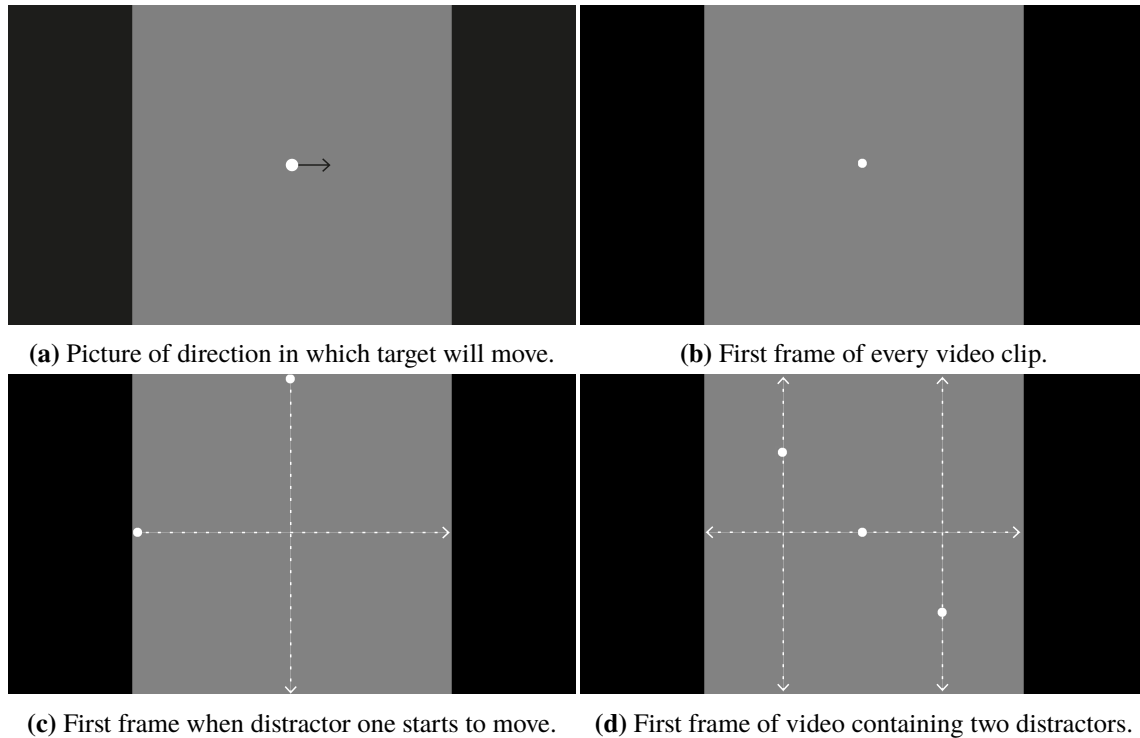 (a) Picture of direction in which target will move.
(b) First frame of every video clip.
(c) First frame when distractor one starts to move.
(d) First frame of video containing two distractors.